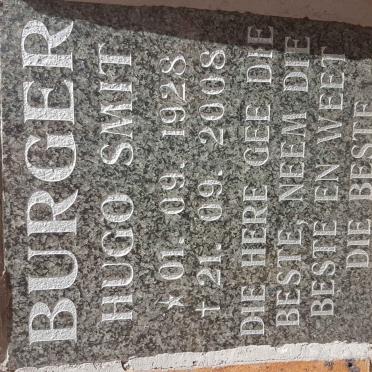 BURGER
HUGO SMIT
★ 01. 09. 1928
† 21. 09. 2008
DIE HERE GEE DIE
BESTE, NEEM DIE
BESTE EN WEET
DIE BESTE